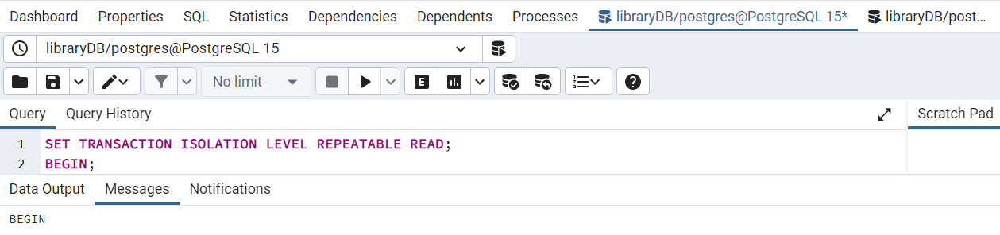 Dashboard Properties SQL Statistics Dependencies Dependents Processes libraryDB/postgres@PostgreSQL 15* libraryDB/post...
libraryDB/postgres@PostgreSQL 15
No limit
E
Query Query History Scratch Pad
1 SET TRANSACTION ISOLATION LEVEL REPEATABLE READ;
2 BEGIN;
Data Output Messages Notifications
BEGIN